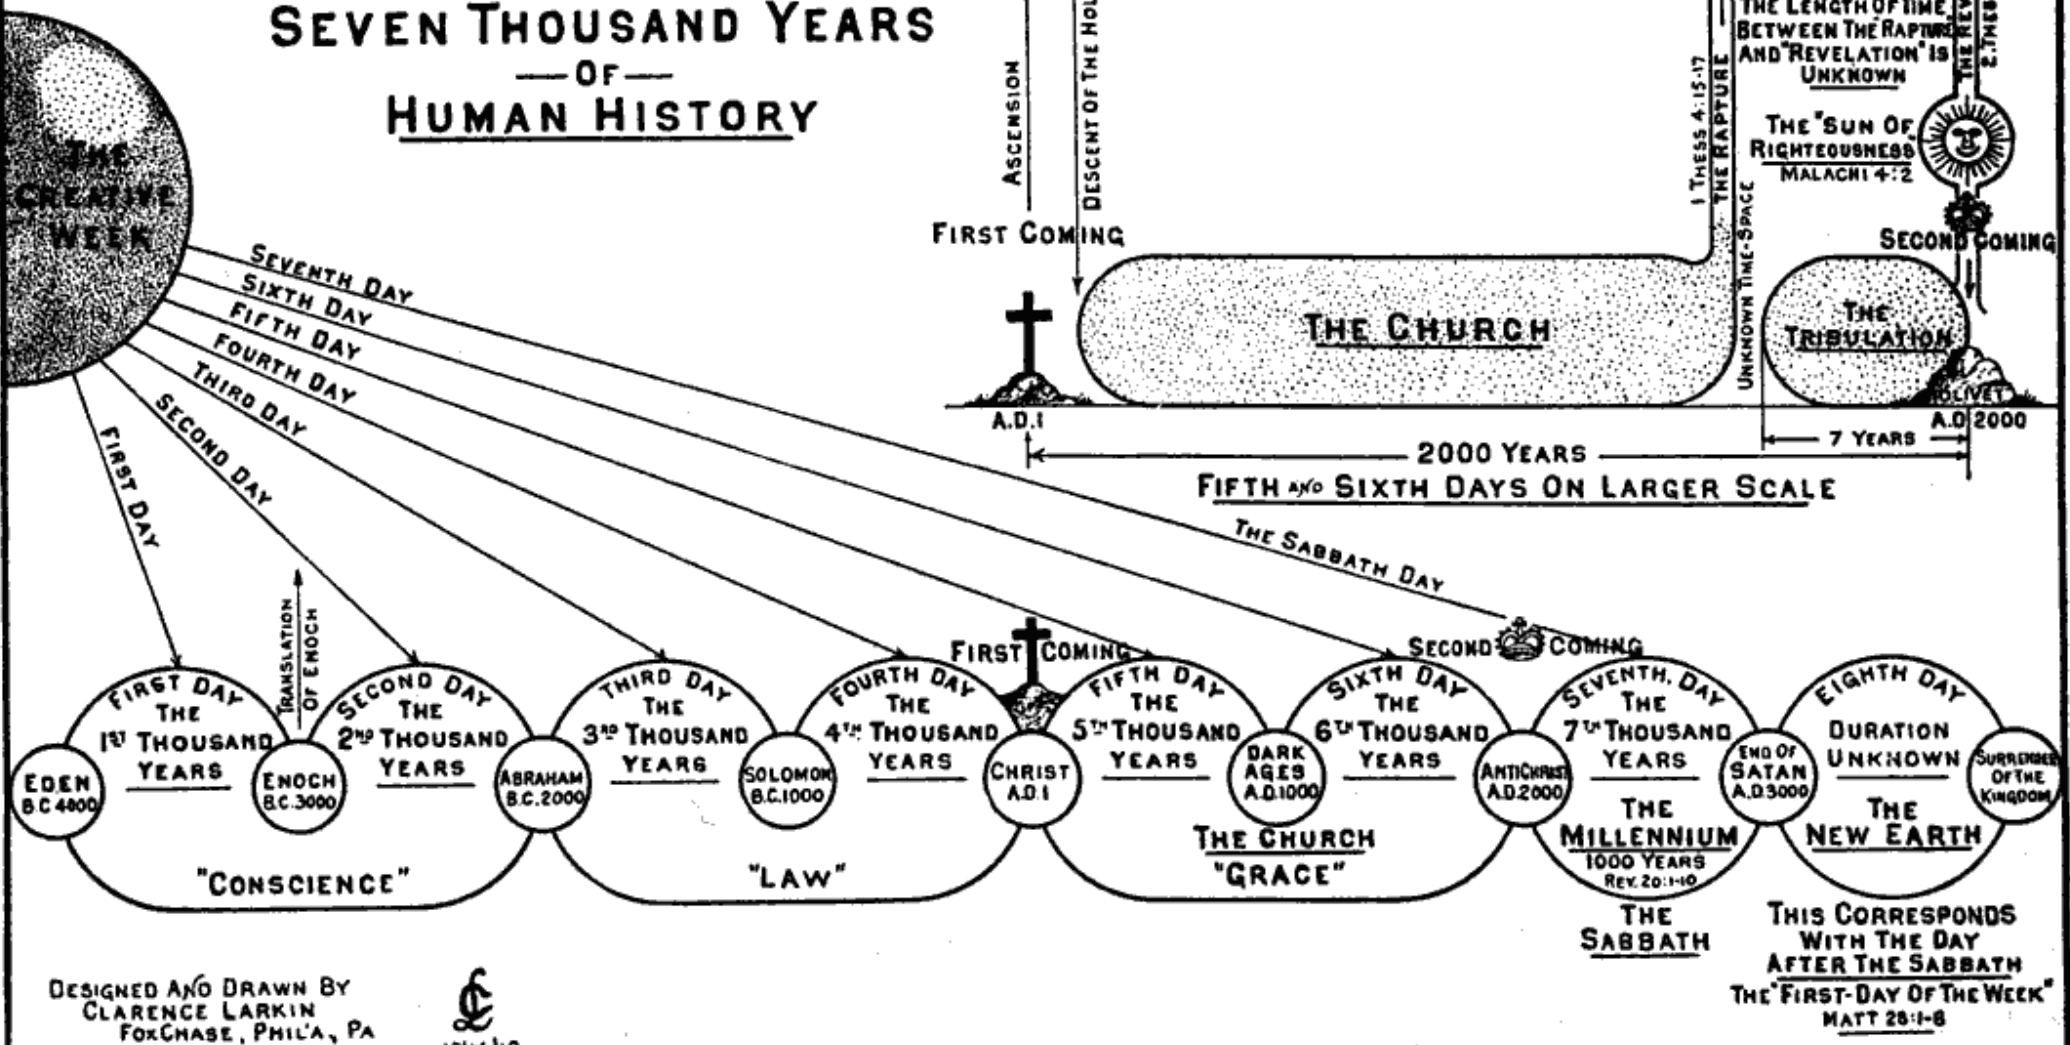 SEVEN THOUSAND YEARS
—OF—
HUMAN HISTORY
THE
CREATIVE
WEEK
ASCENSION
DESCENT OF THE
FIRST COMING
THE CHURCH
1 THESS 4:15-17
THE RAPTURE
UNKNOWN TIME-SPACE
THE LENGTH OF TIME
BETWEEN THE RAPTURE
AND "REVELATION" IS
UNKNOWN
THE "SUN OF
RIGHTEOUSNESS
MALACHI 4:2
SECOND COMING
THE
TRIBULATION
OLIVET
A.D.1
A.D 2000
7 YEARS
2000 YEARS
FIFTH AND SIXTH DAYS ON LARGER SCALE
SEVENTH DAY
SIXTH DAY
FIFTH DAY
FOURTH DAY
THIRD DAY
SECOND DAY
FIRST DAY
THE SABBATH DAY
TRANSLATION
OF ENOCH
FIRST COMING
SECOND COMING
EDEN
B.C 4000
FIRST DAY
THE
1ST THOUSAND
YEARS
ENOCH
B.C.3000
SECOND DAY
THE
2ND THOUSAND
YEARS
ABRAHAM
B.C.2000
THIRD DAY
THE
3RD THOUSAND
YEARS
SOLOMON
B.C.1000
FOURTH DAY
THE
4TH THOUSAND
YEARS
CHRIST
A.D.1
FIFTH DAY
THE
5TH THOUSAND
YEARS
DARK
AGES
A.D.1000
SIXTH DAY
THE
6TH THOUSAND
YEARS
ANTICHRIST
A.D.2000
SEVENTH. DAY
THE
7TH THOUSAND
YEARS
END OF
SATAN
A.D.3000
EIGHTH DAY
DURATION
UNKNOWN
SURRENDER
OF THE
KINGDOM
"CONSCIENCE"
"LAW"
THE CHURCH
"GRACE"
THE
MILLENNIUM
1000 YEARS
REV. 20:1-10
THE
NEW EARTH
THE
SABBATH
THIS CORRESPONDS
WITH THE DAY
AFTER THE SABBATH
THE "FIRST-DAY OF THE WEEK"
MATT 28:1-8
DESIGNED AND DRAWN BY
CLARENCE LARKIN
FOXCHASE, PHIL'A., PA